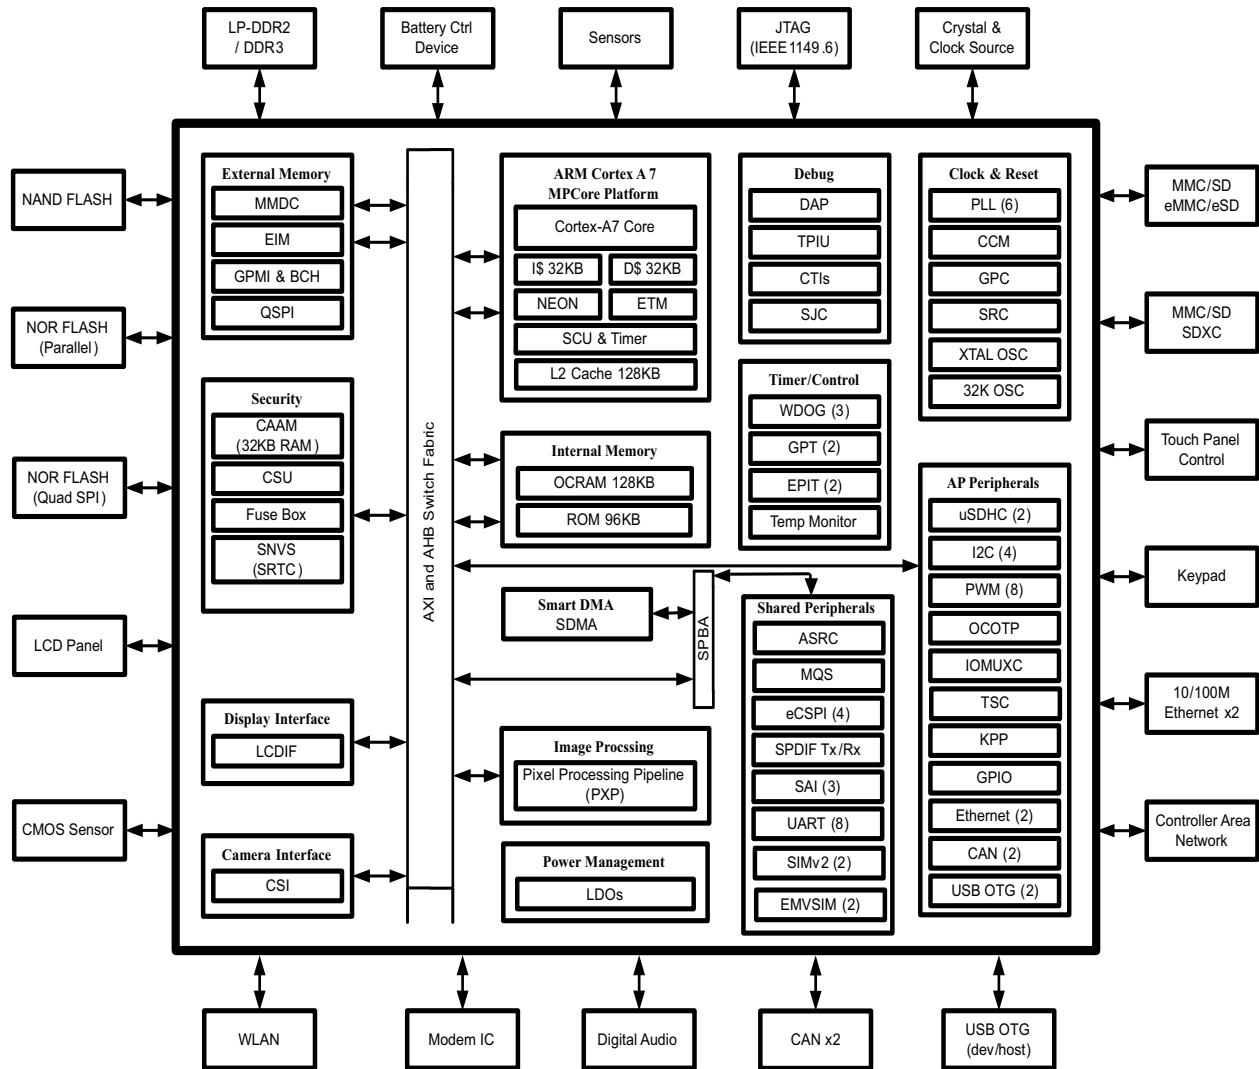 LP-DDR2
/ DDR3
Battery Ctrl
Device
Sensors
JTAG
(IEEE1149.6)
Crystal &
Clock Source
NAND FLASH
NOR FLASH
(Parallel)
NOR FLASH
(Quad SPI)
LCD Panel
CMOS Sensor
External Memory
MMDC
EIM
GPMI & BCH
QSPI
Security
CAAM
(32KB RAM)
CSU
Fuse Box
SNVS
(SRTC)
Display Interface
LCDIF
Camera Interface
CSI
AXI and AHB Switch Fabric
ARM Cortex A 7
MPCore Platform
Cortex-A7 Core
I$ 32KB
D$ 32KB
NEON
ETM
SCU & Timer
L2 Cache 128KB
Internal Memory
OCRAM 128KB
ROM 96KB
Smart DMA
SDMA
SPBA
Image Procssing
Pixel Processing Pipeline
(PXP)
Power Management
LDOs
Debug
DAP
TPIU
CTIs
SJC
Timer/Control
WDOG (3)
GPT (2)
EPIT (2)
Temp Monitor
Shared Peripherals
ASRC
MQS
eCSPI (4)
SPDIF Tx/Rx
SAI (3)
UART (8)
SIMv2 (2)
EMVSIM (2)
Clock & Reset
PLL (6)
CCM
GPC
SRC
XTAL OSC
32K OSC
AP Peripherals
uSDHC (2)
I2C (4)
PWM (8)
OCOTP
IOMUXC
TSC
KPP
GPIO
Ethernet (2)
CAN (2)
USB OTG (2)
MMC/SD
eMMC/eSD
MMC/SD
SDXC
Touch Panel
Control
Keypad
10/100M
Ethernet x2
Controller Area
Network
WLAN
Modem IC
Digital Audio
CAN x2
USB OTG
(dev/host)